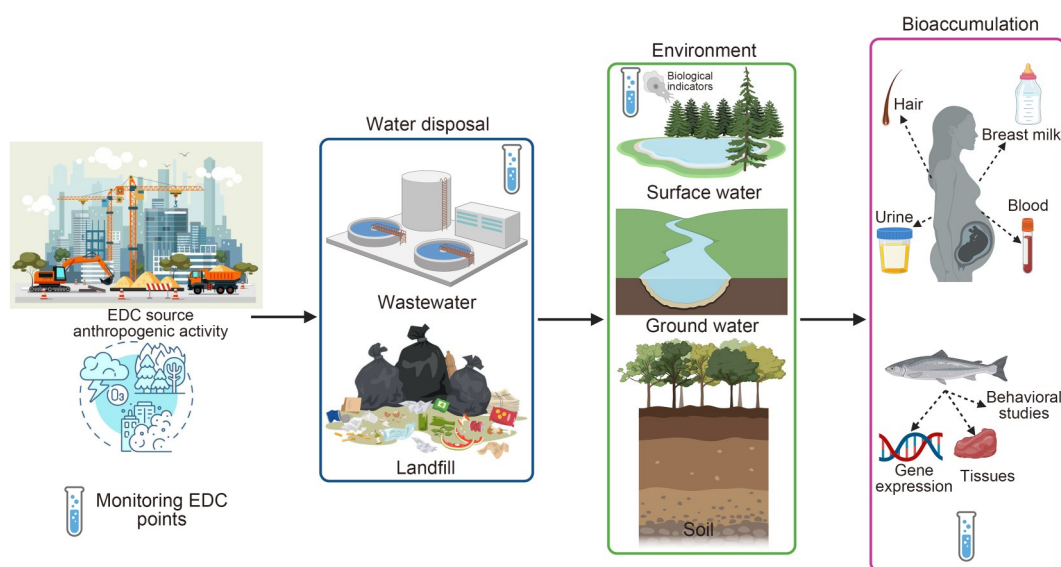 EDC source
anthropogenic activity
O3
Monitoring EDC
points
Water disposal
Wastewater
Landfill
Environment
Biological
indicators
Surface water
Ground water
Soil
Bioaccumulation
Hair
Breast milk
Urine
Blood
Behavioral
studies
Gene
expression
Tissues